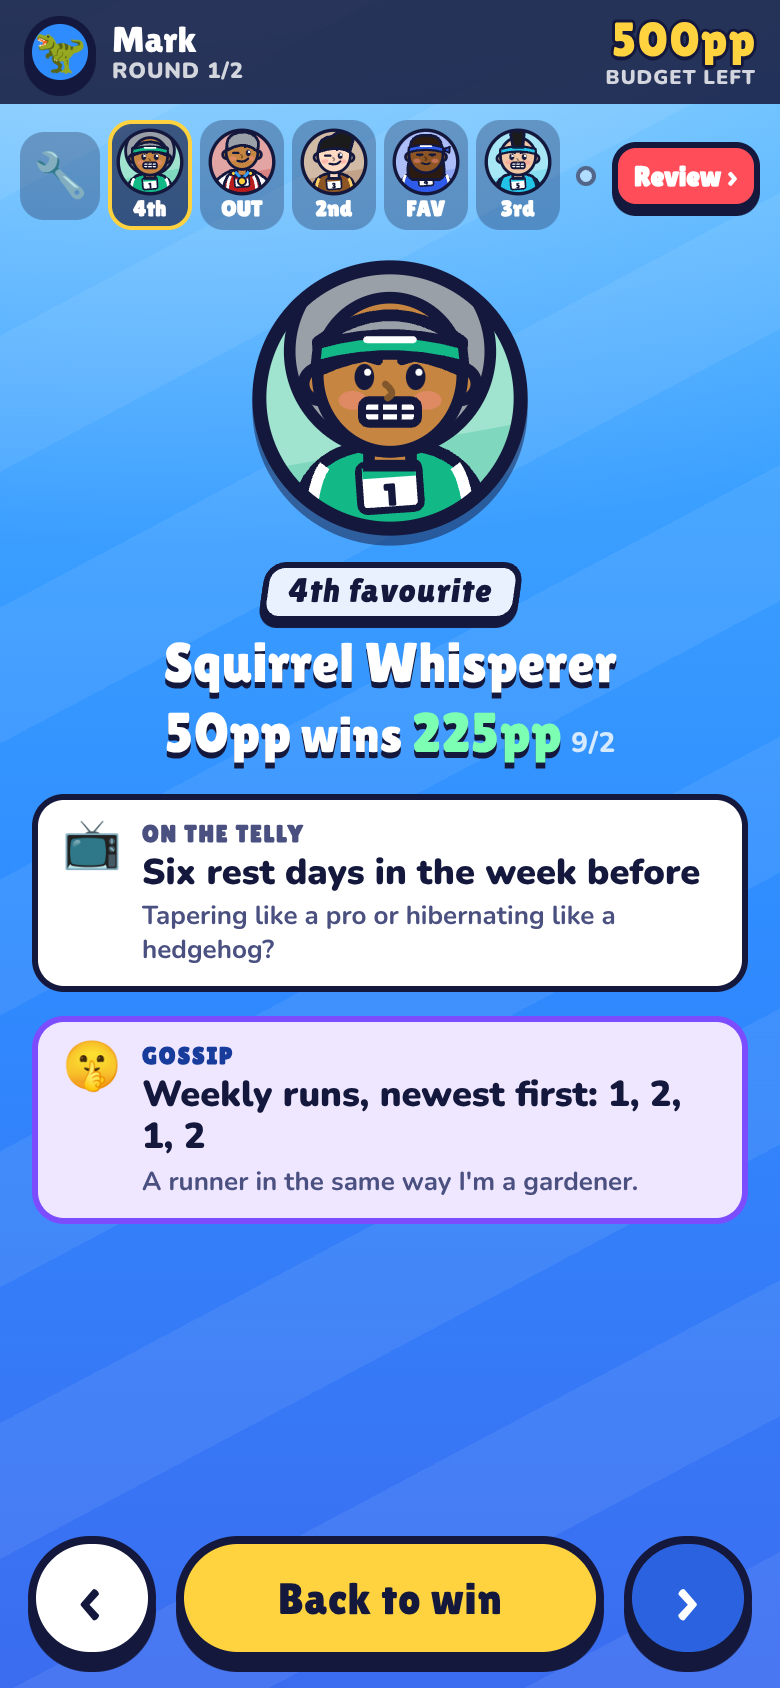 Mark
ROUND 1/2
500pp
BUDGET LEFT
4th
OUT
2nd
FAV
3rd
Review ›
1
4th favourite
Squirrel Whisperer
50pp wins 225pp 9/2
ON THE TELLY
Six rest days in the week before
Tapering like a pro or hibernating like a
hedgehog?
GOSSIP
Weekly runs, newest first: 1, 2,
1, 2
A runner in the same way I'm a gardener.
‹
Back to win
›